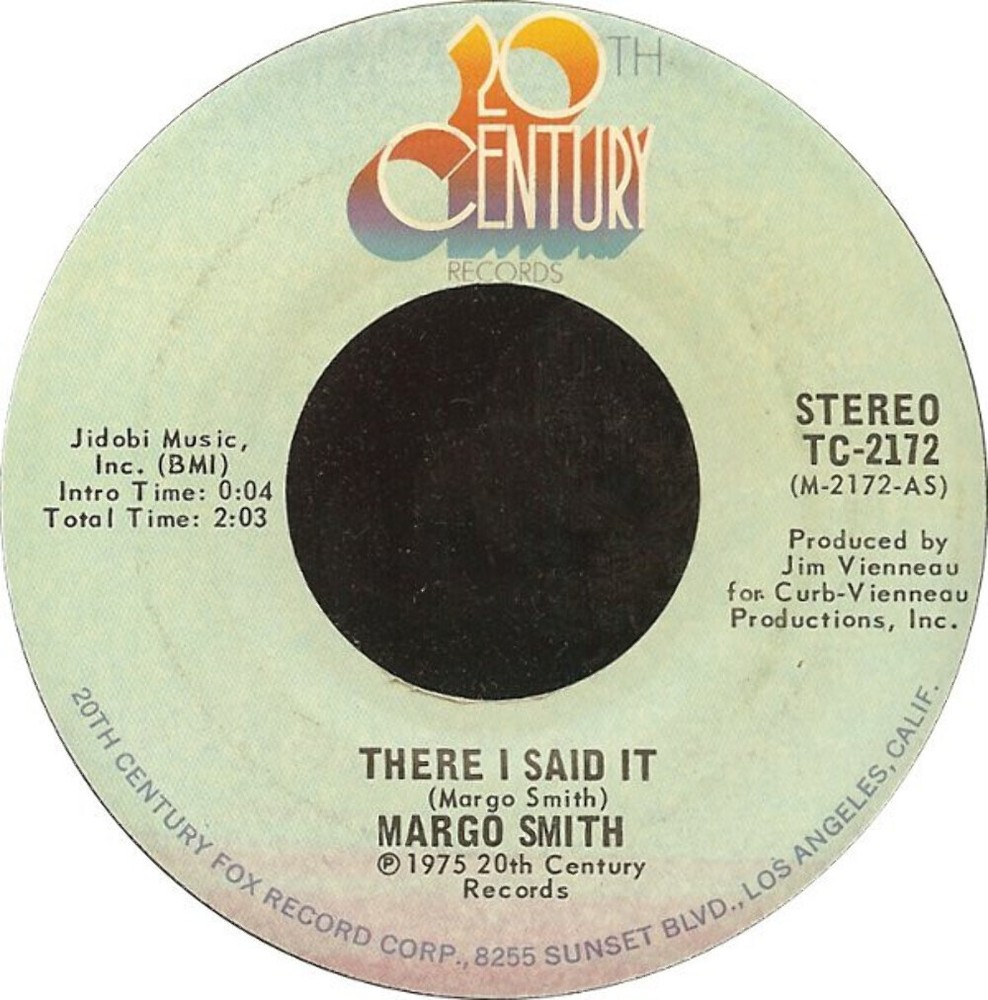 20TH
CENTURY
RECORDS
Jidobi Music,
Inc. (BMI)
Intro Time: 0:04
Total Time: 2:03
STEREO
TC-2172
(M-2172-AS)
Produced by
Jim Vienneau
for Curb-Vienneau
Productions, Inc.
THERE I SAID IT
(Margo Smith)
MARGO SMITH
℗ 1975 20th Century
Records
20TH CENTURY FOX RECORD CORP., 8255 SUNSET BLVD., LOS ANGELES, CALIF.